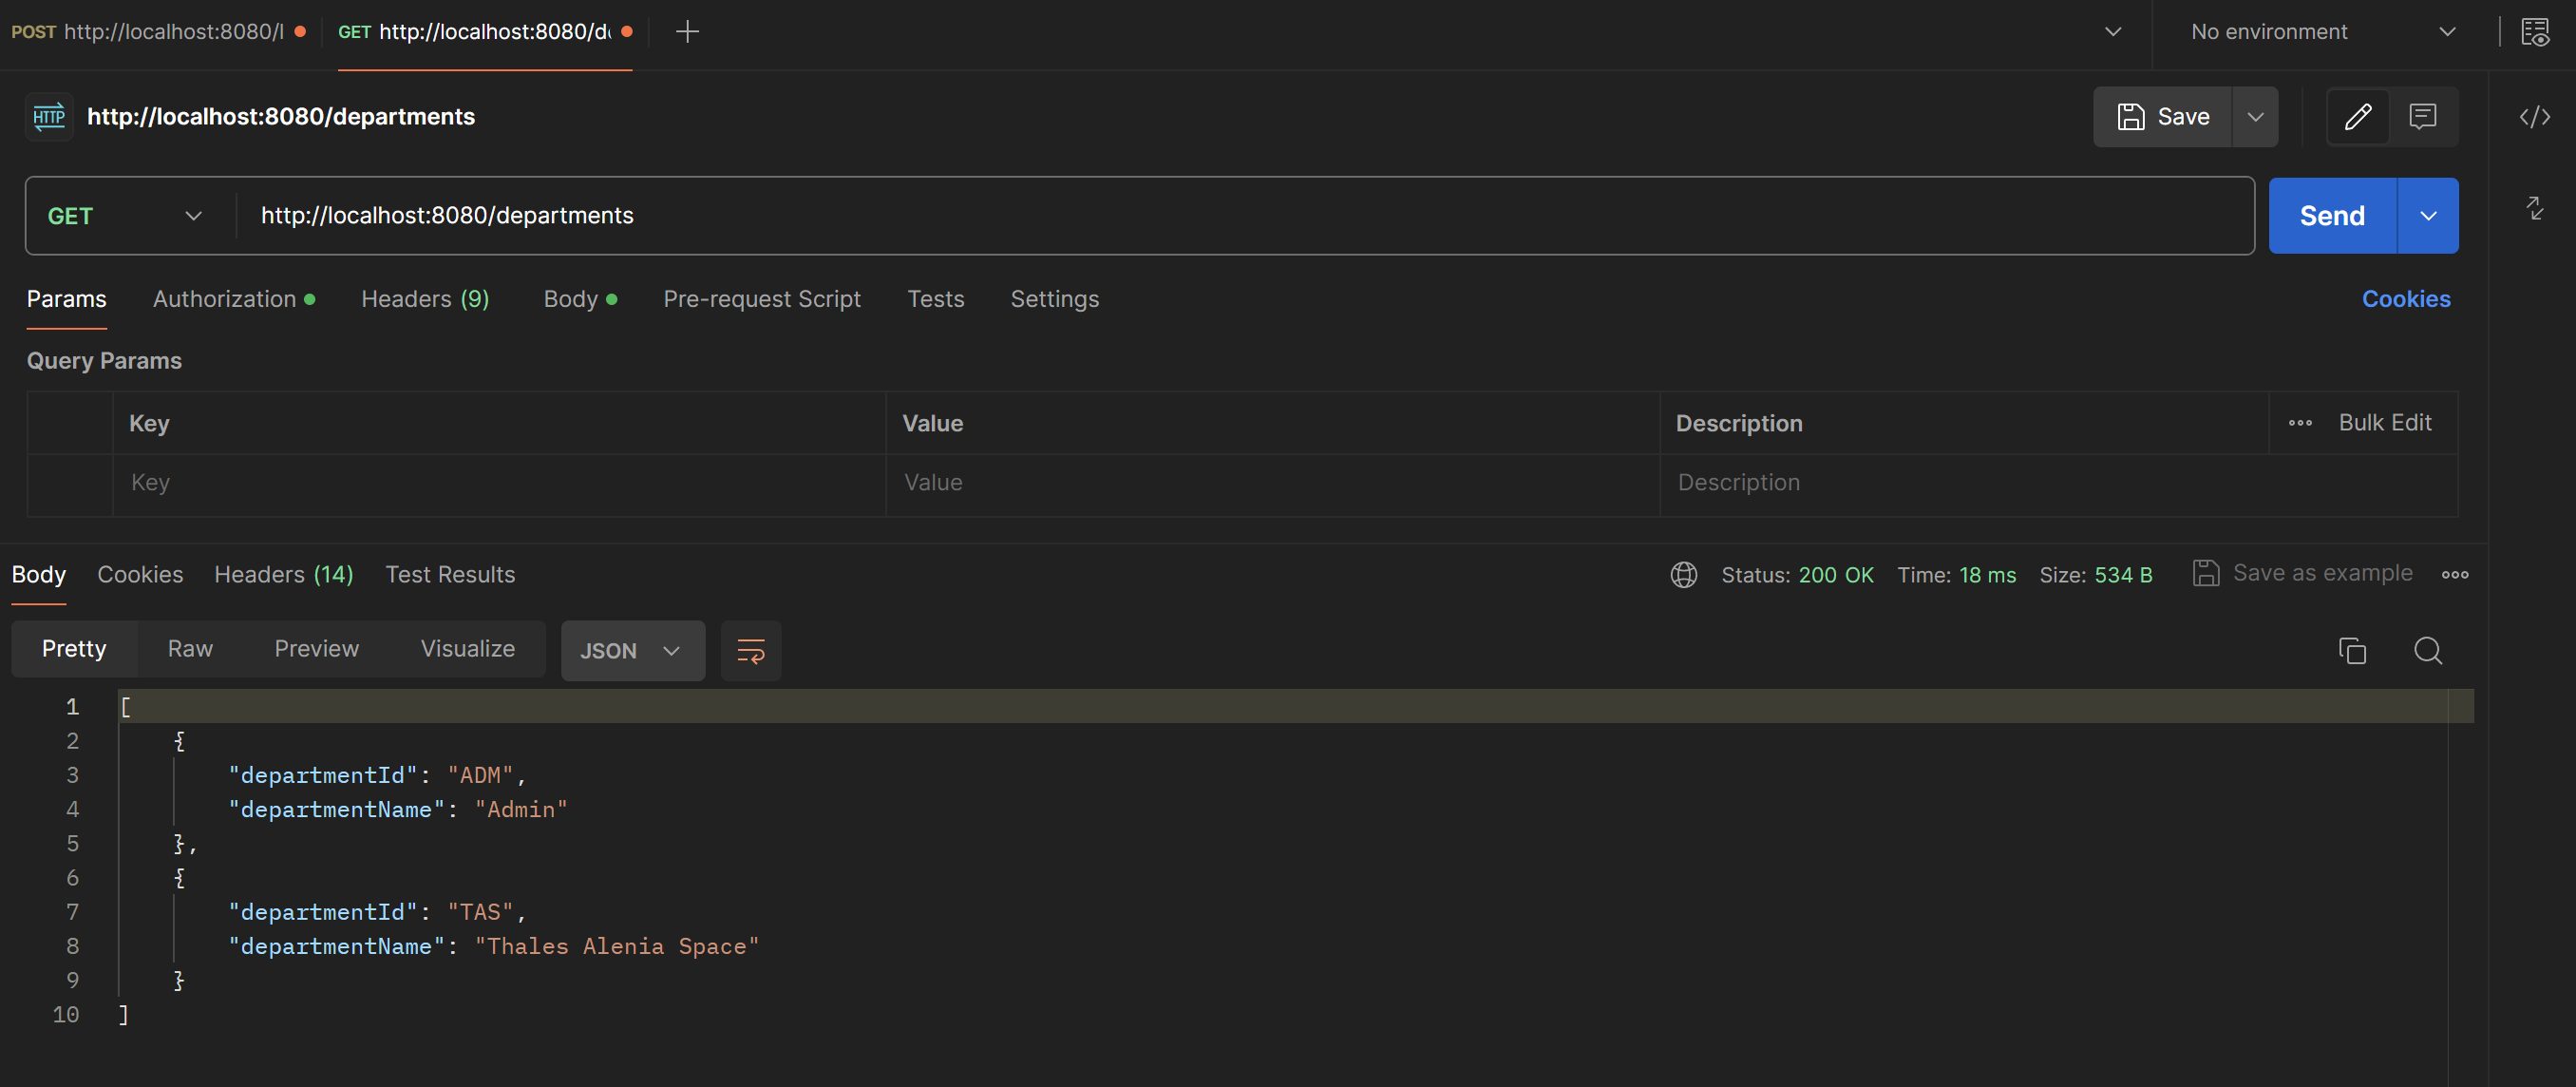 POST http://localhost:8080/l GET http://localhost:8080/de No environment
HTTP http://localhost:8080/departments Save
GET http://localhost:8080/departments Send
Params Authorization Headers (9) Body Pre-request Script Tests Settings Cookies
Query Params
Key Value Description Bulk Edit
Key Value Description
Body Cookies Headers (14) Test Results Status: 200 OK Time: 18 ms Size: 534 B Save as example
Pretty Raw Preview Visualize JSON
1 [
2 {
3 "departmentId": "ADM",
4 "departmentName": "Admin"
5 },
6 {
7 "departmentId": "TAS",
8 "departmentName": "Thales Alenia Space"
9 }
10 ]